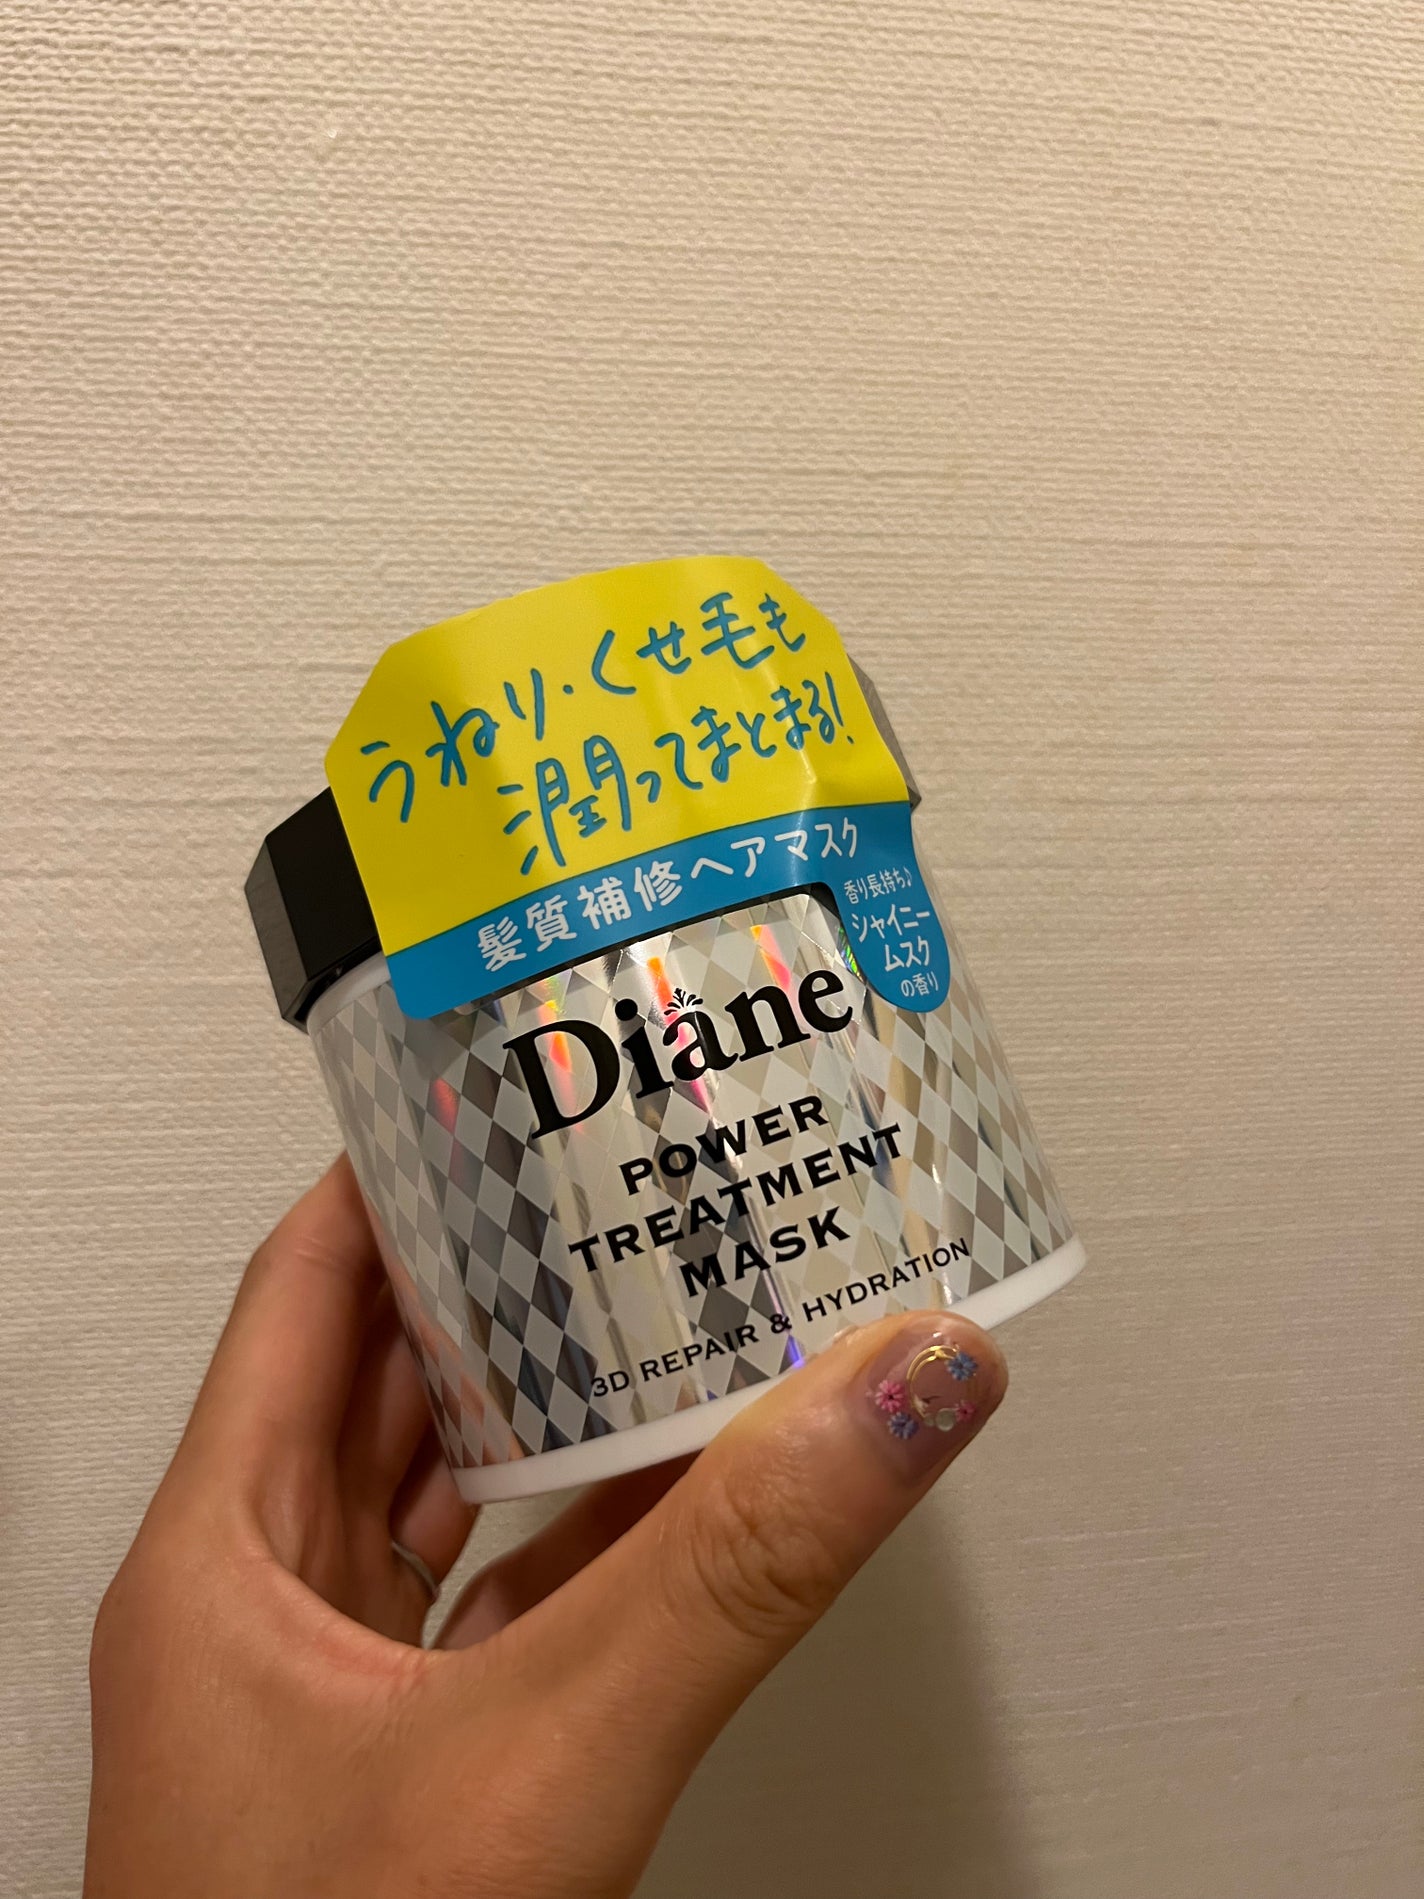 うねり・くせ毛も
潤ってまとまる!
髪質補修ヘアマスク
香り長持ち♪
シャイニー
ムスク
の香り
Diane
POWER
TREATMENT
MASK
3D REPAIR & HYDRATION